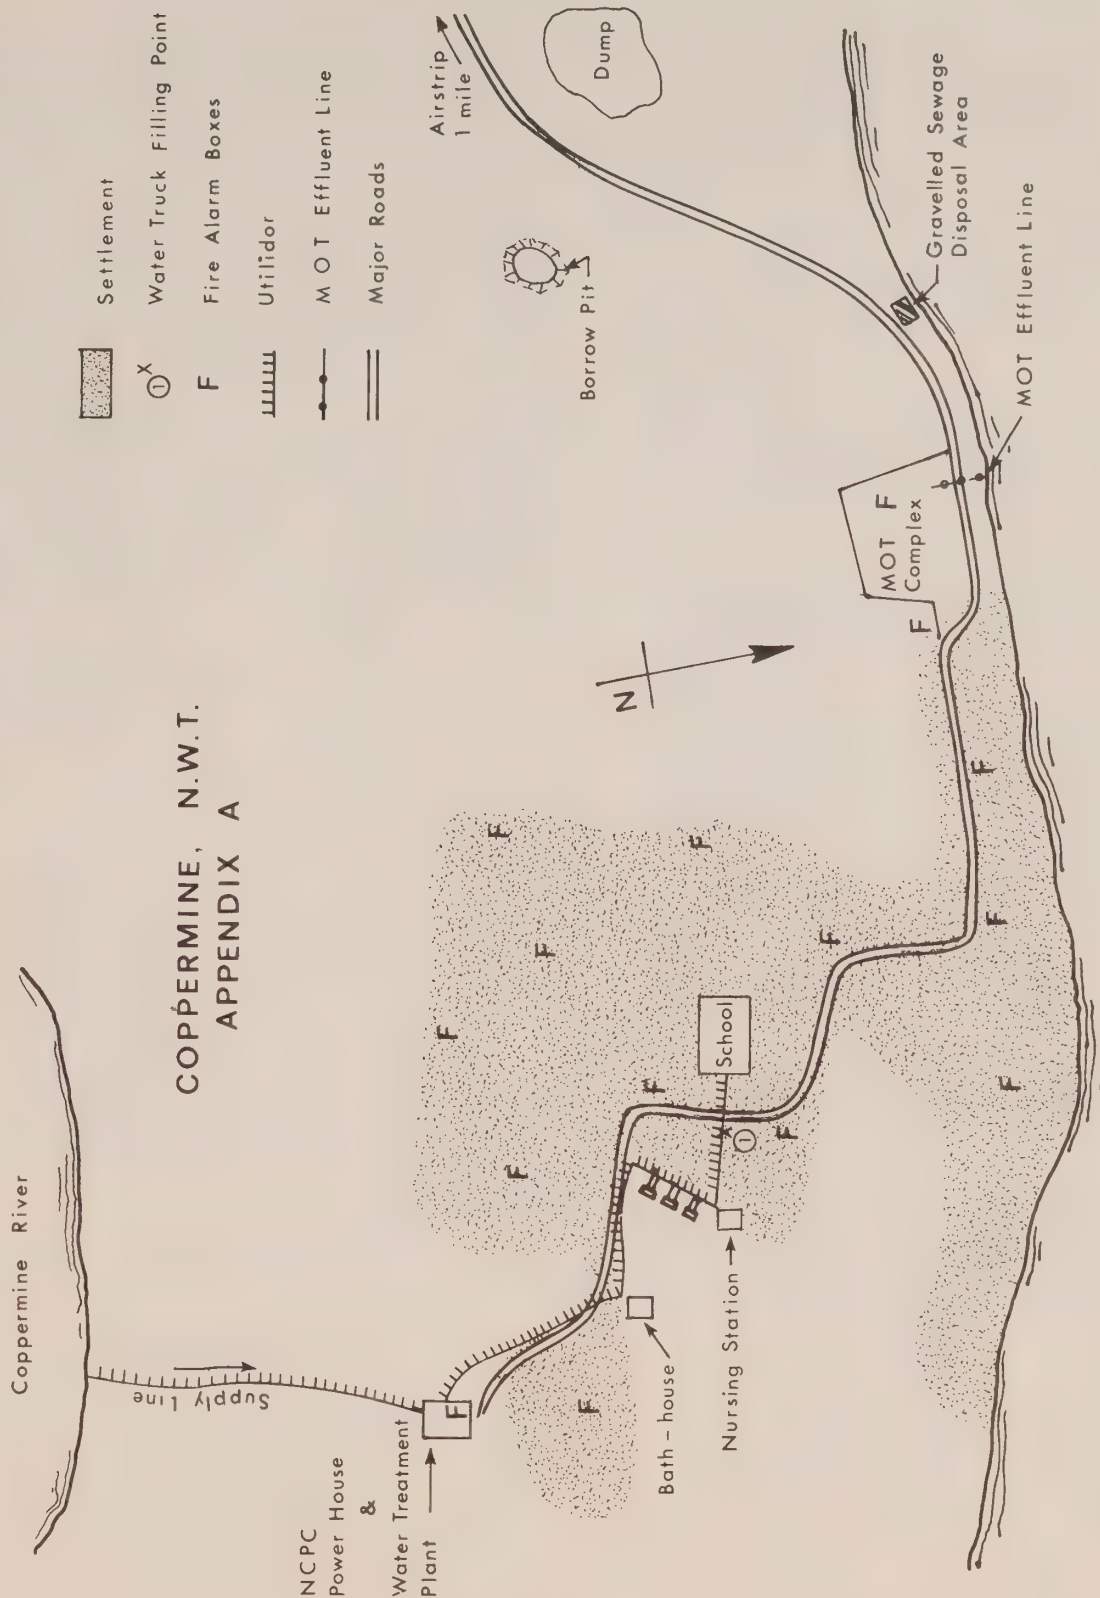 COPPERMINE, N.W.T.
APPENDIX A
Settlement
① X Water Truck Filling Point
F Fire Alarm Boxes
Utilidor
M O T Effluent Line
Major Roads
Coppermine River
Supply Line
NCPC
Power House
&
Water Treatment
Plant
F
F
F
F
F
F
F
F
F
F
F
F
F
F
Bath-house
Nursing Station
X
①
School
N
Borrow Pit
Airstrip
1 mile
Dump
MOT F
Complex
F
Gravelled Sewage
Disposal Area
MOT Effluent Line